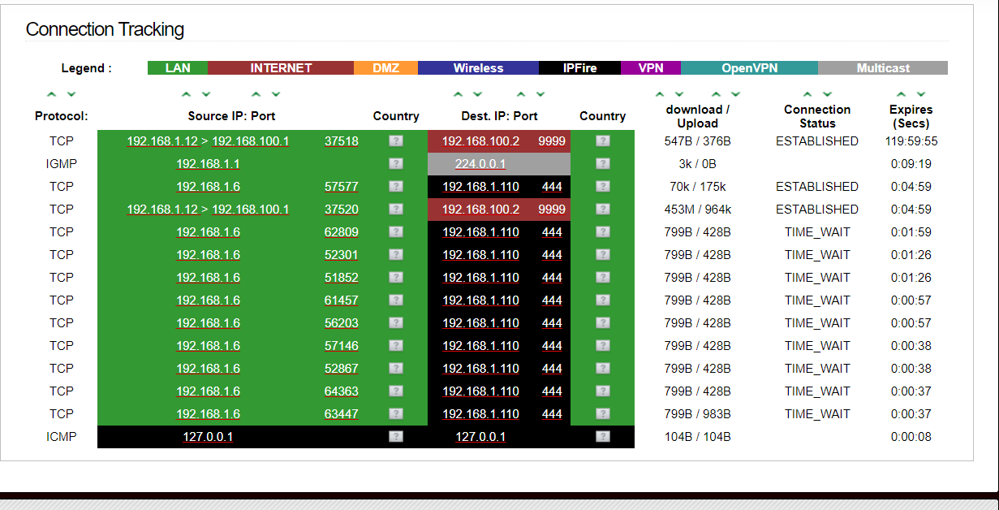 Connection Tracking
Legend : LAN INTERNET DMZ Wireless IPFire VPN OpenVPN Multicast
Protocol: Source IP: Port Country Dest. IP: Port Country download / Upload Connection Status Expires (Secs)
TCP 192.168.1.12 > 192.168.100.1 37518 ? 192.168.100.2 9999 ? 547B / 376B ESTABLISHED 119:59:55
IGMP 192.168.1.1 ? 224.0.0.1 ? 3k / 0B 0:09:19
TCP 192.168.1.6 57577 ? 192.168.1.110 444 ? 70k / 175k ESTABLISHED 0:04:59
TCP 192.168.1.12 > 192.168.100.1 37520 ? 192.168.100.2 9999 ? 453M / 964k ESTABLISHED 0:04:59
TCP 192.168.1.6 62809 ? 192.168.1.110 444 ? 799B / 428B TIME_WAIT 0:01:59
TCP 192.168.1.6 52301 ? 192.168.1.110 444 ? 799B / 428B TIME_WAIT 0:01:26
TCP 192.168.1.6 51852 ? 192.168.1.110 444 ? 799B / 428B TIME_WAIT 0:01:26
TCP 192.168.1.6 61457 ? 192.168.1.110 444 ? 799B / 428B TIME_WAIT 0:00:57
TCP 192.168.1.6 56203 ? 192.168.1.110 444 ? 799B / 428B TIME_WAIT 0:00:57
TCP 192.168.1.6 57146 ? 192.168.1.110 444 ? 799B / 428B TIME_WAIT 0:00:38
TCP 192.168.1.6 52867 ? 192.168.1.110 444 ? 799B / 428B TIME_WAIT 0:00:38
TCP 192.168.1.6 64363 ? 192.168.1.110 444 ? 799B / 428B TIME_WAIT 0:00:37
TCP 192.168.1.6 63447 ? 192.168.1.110 444 ? 799B / 983B TIME_WAIT 0:00:37
ICMP 127.0.0.1 ? 127.0.0.1 ? 104B / 104B 0:00:08